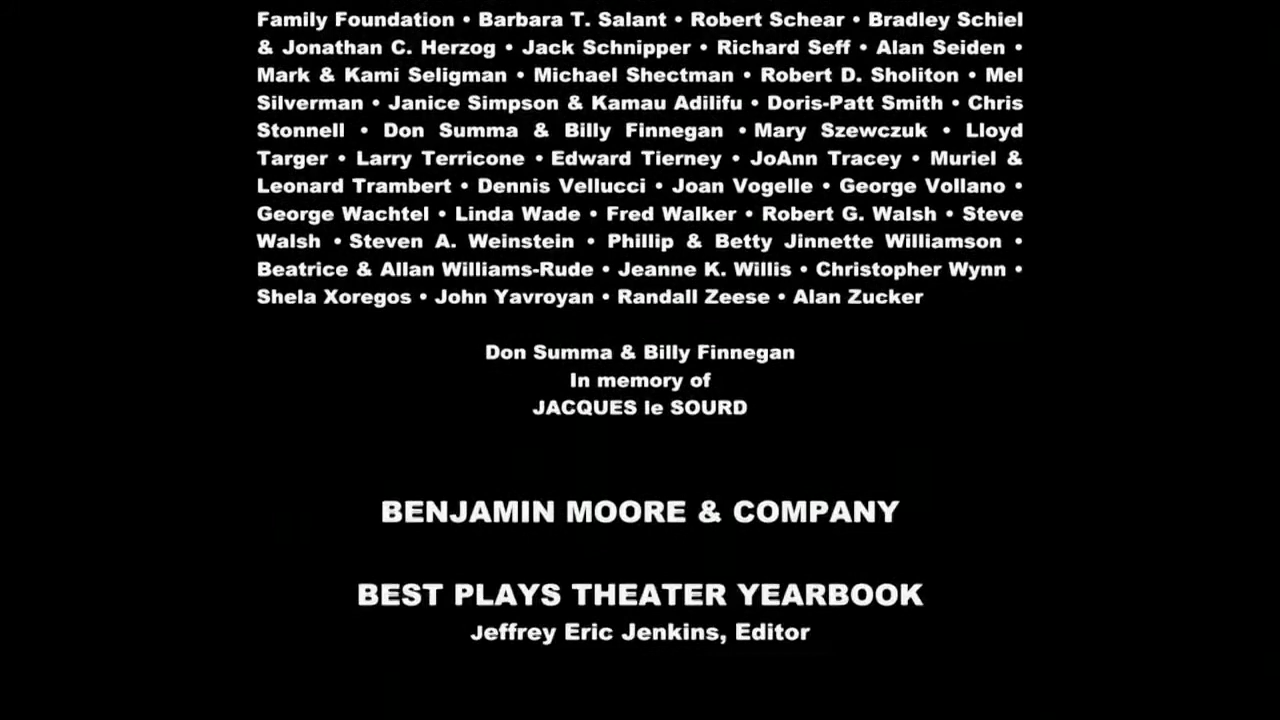 Family Foundation • Barbara T. Salant • Robert Schear • Bradley Schiel
& Jonathan C. Herzog • Jack Schnipper • Richard Seff • Alan Seiden •
Mark & Kami Seligman • Michael Shectman • Robert D. Sholiton • Mel
Silverman • Janice Simpson & Kamau Adilifu • Doris-Patt Smith • Chris
Stonnell • Don Summa & Billy Finnegan • Mary Szewczuk • Lloyd
Targer • Larry Terricone • Edward Tierney • JoAnn Tracey • Muriel &
Leonard Trambert • Dennis Vellucci • Joan Vogelle • George Vollano •
George Wachtel • Linda Wade • Fred Walker • Robert G. Walsh • Steve
Walsh • Steven A. Weinstein • Phillip & Betty Jinnette Williamson •
Beatrice & Allan Williams-Rude • Jeanne K. Willis • Christopher Wynn •
Shela Xoregos • John Yavroyan • Randall Zeese • Alan Zucker
Don Summa & Billy Finnegan
In memory of
JACQUES le SOURD
BENJAMIN MOORE & COMPANY
BEST PLAYS THEATER YEARBOOK
Jeffrey Eric Jenkins, Editor